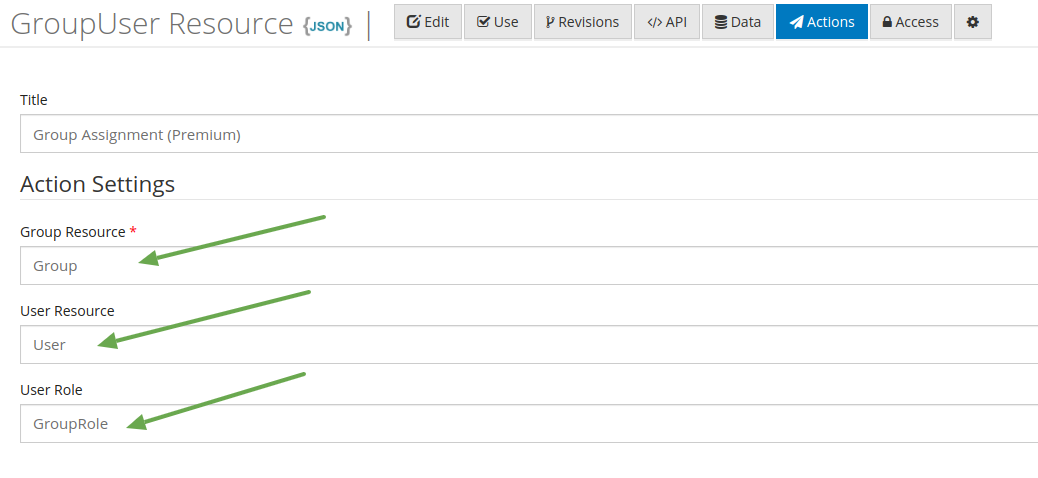 GroupUser Resource {JSON}
Edit Use Revisions </> API Data Actions Access
Title
Group Assignment (Premium)
Action Settings
Group Resource *
Group
User Resource
User
User Role
GroupRole